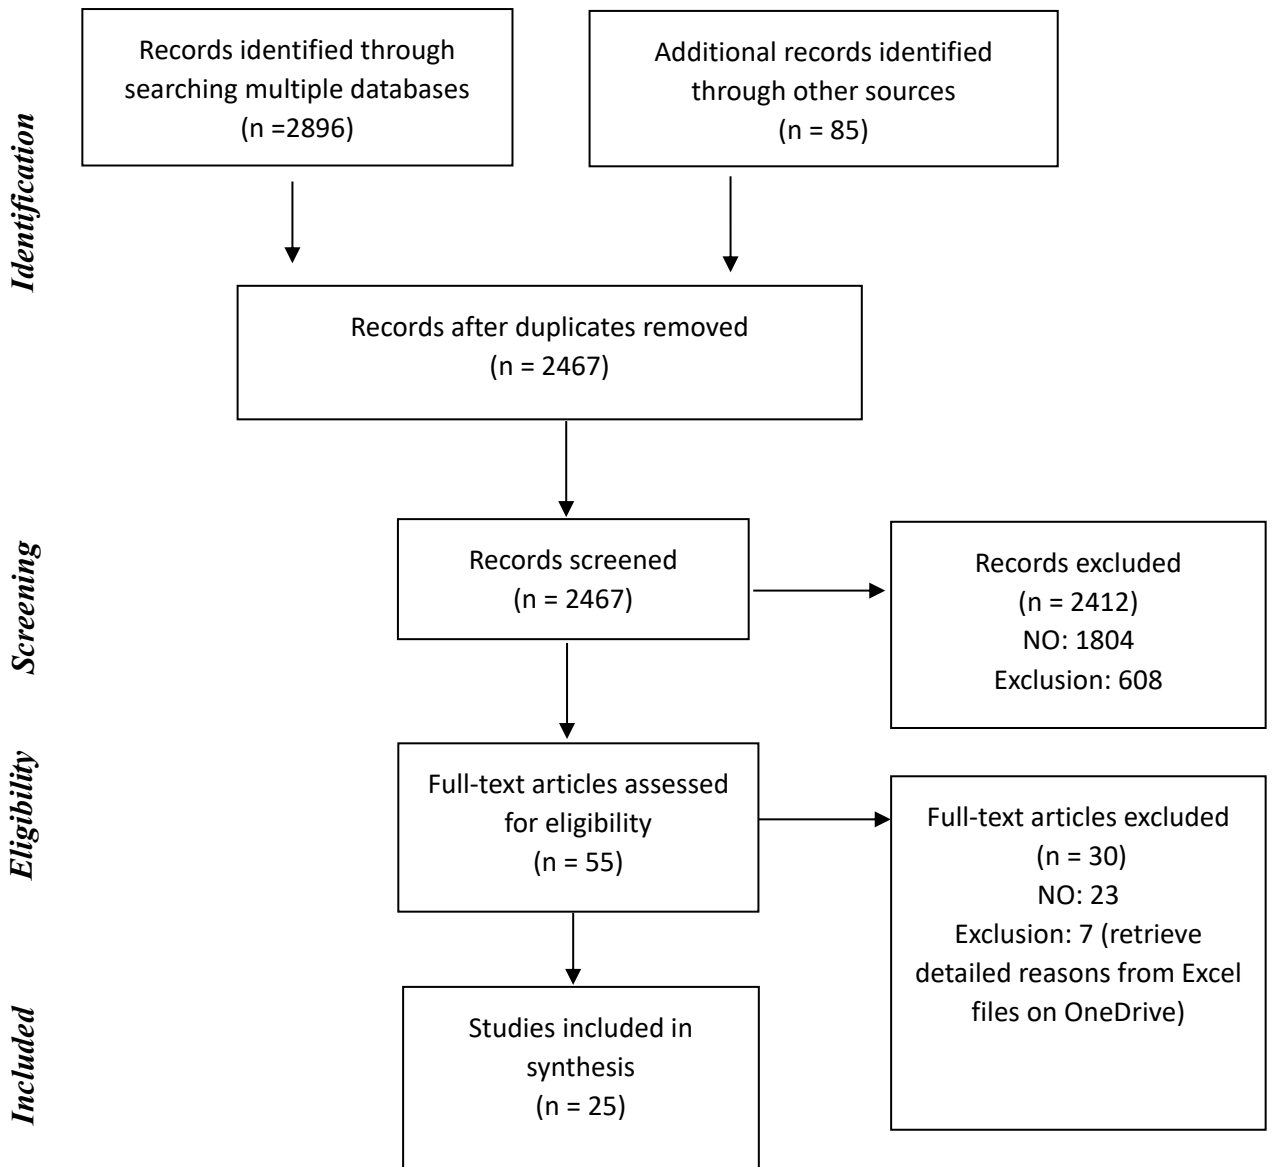 Identification
Records identified through
searching multiple databases
(n =2896)
Additional records identified
through other sources
(n = 85)
Records after duplicates removed
(n = 2467)
Screening
Records screened
(n = 2467)
Records excluded
(n = 2412)
NO: 1804
Exclusion: 608
Eligibility
Full-text articles assessed
for eligibility
(n = 55)
Full-text articles excluded
(n = 30)
NO: 23
Exclusion: 7 (retrieve
detailed reasons from Excel
files on OneDrive)
Included
Studies included in
synthesis
(n = 25)